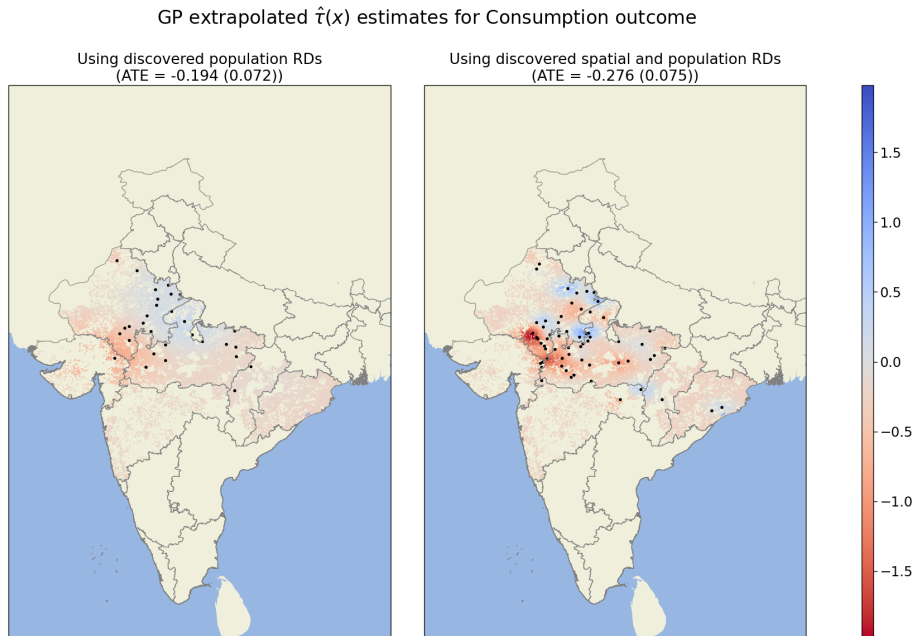 GP extrapolated τ̂(x) estimates for Consumption outcome
Using discovered population RDs
(ATE = -0.194 (0.072))
Using discovered spatial and population RDs
(ATE = -0.276 (0.075))
1.5
1.0
0.5
0.0
−0.5
−1.0
−1.5